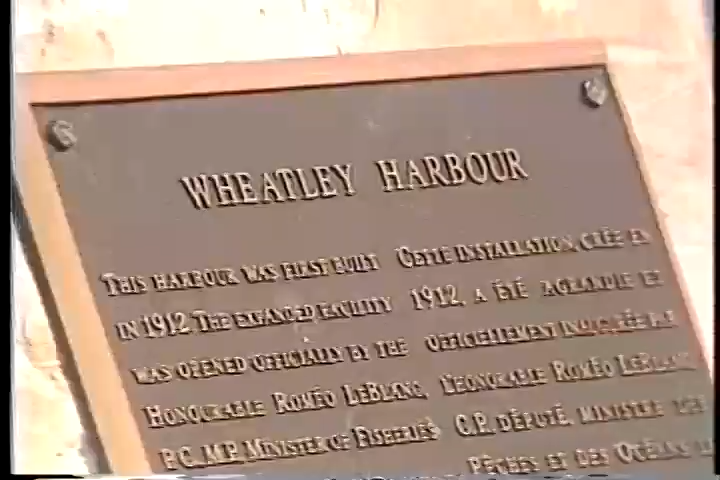 WHEATLEY HARBOUR
THIS HARBOUR WAS FIRST BUILT
IN 1912. THE EXPANDED FACILITY
WAS OPENED OFFICIALLY BY THE
HONOURABLE ROMÉO LEBLANC,
P.C., M.P. MINISTER OF FISHERIES
CETTE INSTALLATION, CRÉE EN
1912, A ÉTÉ AGRANDIE ET
OFFICIELLEMENT INAUGURÉE PAR
L'HONORABLE ROMÉO LEBLANC
C.P. DÉPUTÉ, MINISTRE DES
PÊCHES ET DES OCÉANS